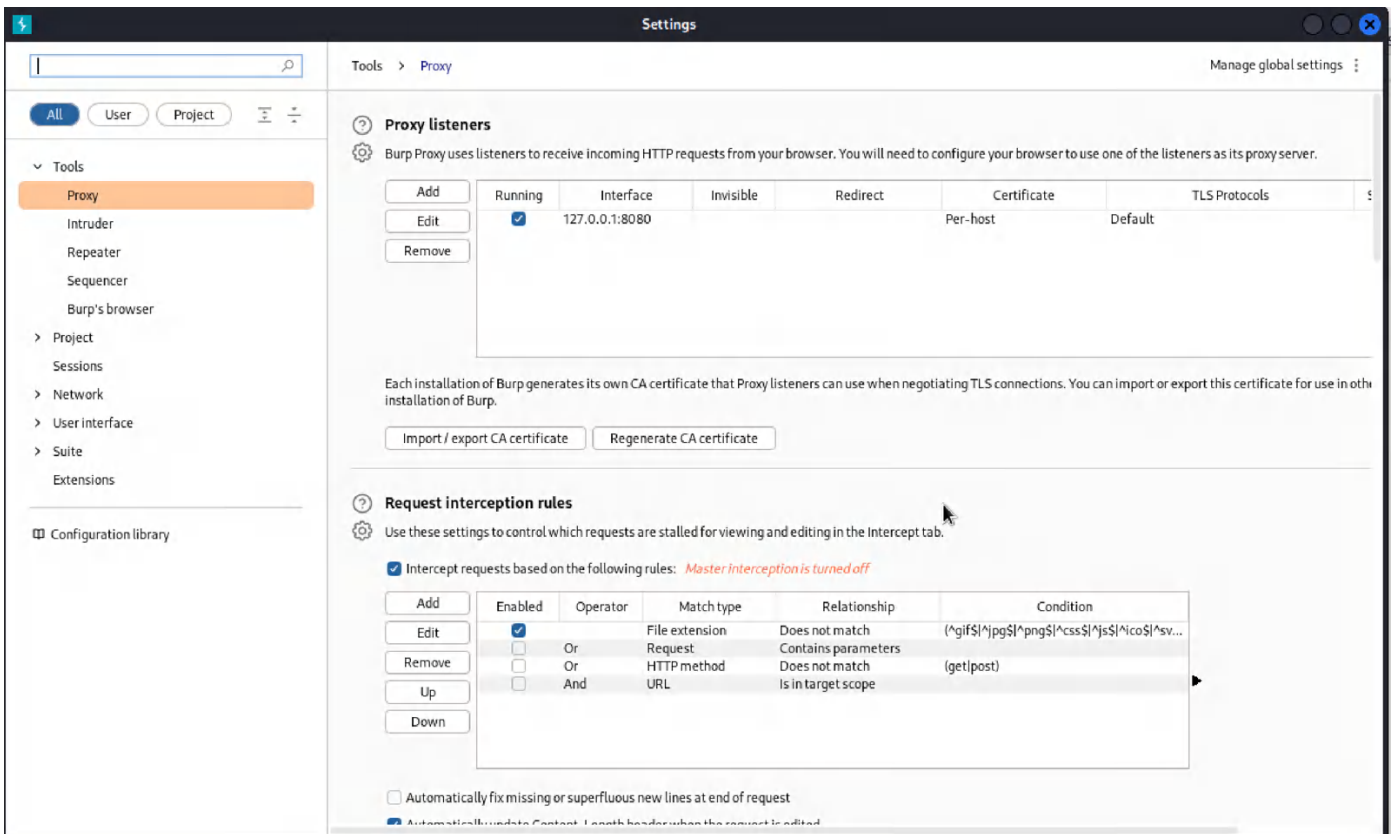 Settings
Tools > Proxy
Manage global settings
All User Project
Tools
Proxy
Intruder
Repeater
Sequencer
Burp's browser
Project
Sessions
Network
User interface
Suite
Extensions
Configuration library
Proxy listeners
Burp Proxy uses listeners to receive incoming HTTP requests from your browser. You will need to configure your browser to use one of the listeners as its proxy server.
Add
Edit
Remove
Running Interface Invisible Redirect Certificate TLS Protocols
127.0.0.1:8080 Per-host Default
Each installation of Burp generates its own CA certificate that Proxy listeners can use when negotiating TLS connections. You can import or export this certificate for use in othe
installation of Burp.
Import / export CA certificate Regenerate CA certificate
Request interception rules
Use these settings to control which requests are stalled for viewing and editing in the Intercept tab.
Intercept requests based on the following rules: Master interception is turned off
Add
Edit
Remove
Up
Down
Enabled Operator Match type Relationship Condition
File extension Does not match (^gif$|^jpg$|^png$|^css$|^js$|^ico$|^sv...
Or Request Contains parameters
Or HTTP method Does not match (get|post)
And URL Is in target scope
Automatically fix missing or superfluous new lines at end of request
Automatically update Content-Length header when the request is edited